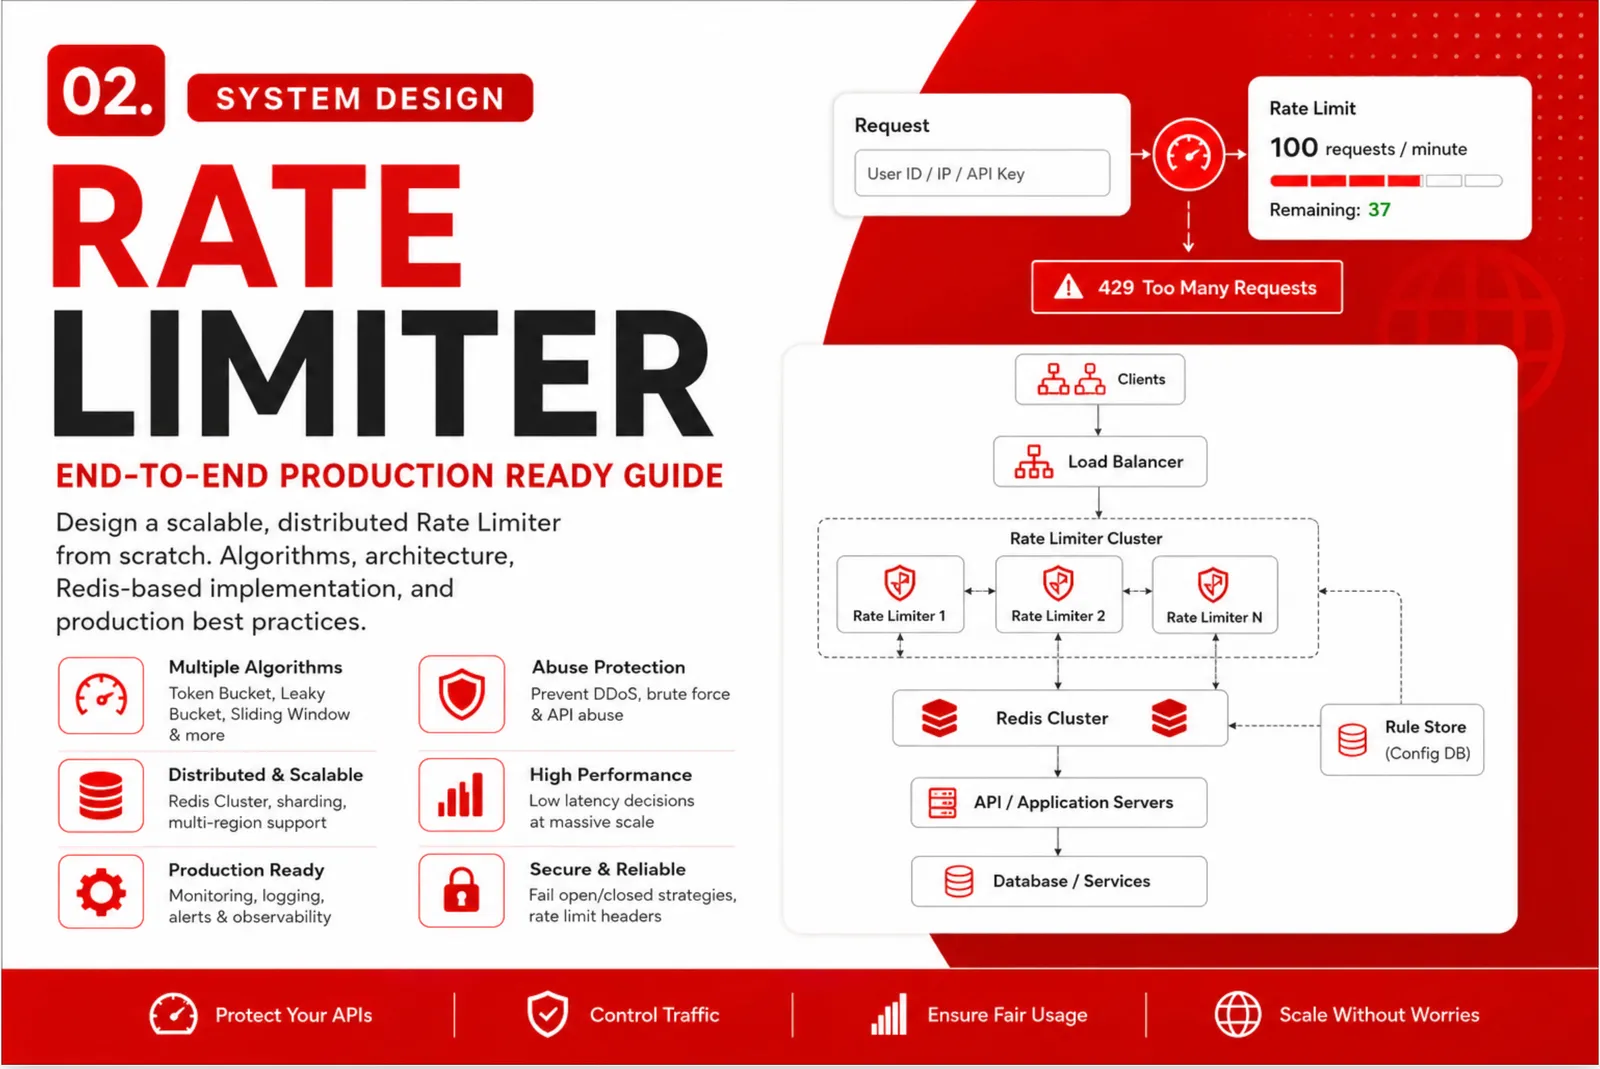 02.
SYSTEM DESIGN
RATE
LIMITER
END-TO-END PRODUCTION READY GUIDE
Design a scalable, distributed Rate Limiter
from scratch. Algorithms, architecture,
Redis-based implementation, and
production best practices.
Multiple Algorithms
Token Bucket, Leaky
Bucket, Sliding Window
& more
Abuse Protection
Prevent DDoS, brute force
& API abuse
Distributed & Scalable
Redis Cluster, sharding,
multi-region support
High Performance
Low latency decisions
at massive scale
Production Ready
Monitoring, logging,
alerts & observability
Secure & Reliable
Fail open/closed strategies,
rate limit headers
Request
User ID / IP / API Key
Rate Limit
100 requests / minute
Remaining: 37
429 Too Many Requests
Clients
Load Balancer
Rate Limiter Cluster
Rate Limiter 1
Rate Limiter 2
Rate Limiter N
Redis Cluster
Rule Store
(Config DB)
API / Application Servers
Database / Services
Protect Your APIs
Control Traffic
Ensure Fair Usage
Scale Without Worries